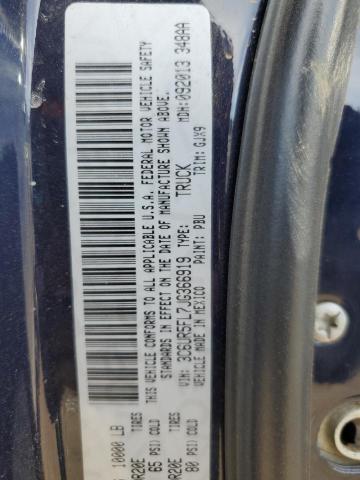 10000 LB
R20E TIRES
65 PSI) COLD
R20E TIRES
80 PSI) COLD
THIS VEHICLE CONFORMS TO ALL APPLICABLE U.S.A. FEDERAL MOTOR VEHICLE SAFETY
STANDARDS IN EFFECT ON THE DATE OF MANUFACTURE SHOWN ABOVE.
VIN: 3C6UR5FL7JG366919 TYPE: TRUCK MDH:092013 348AA
VEHICLE MADE IN MEXICO PAINT: PBU TRIM: GJX9